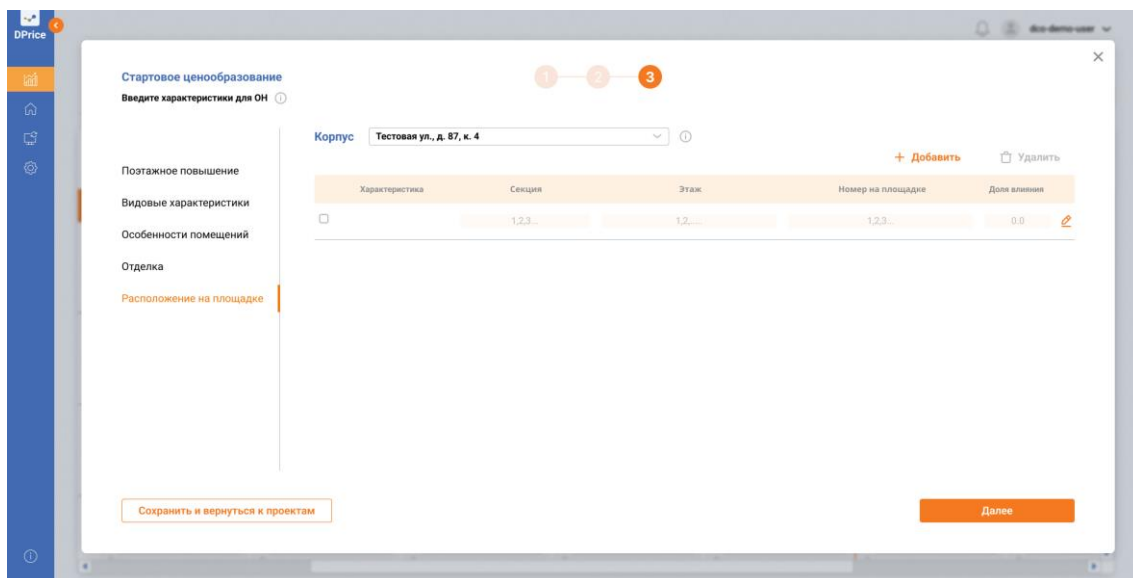 DPrice
dco-demo-user
Стартовое ценообразование
1 2 3
Введите характеристики для ОН
Корпус Тестовая ул., д. 87, к. 4
+ Добавить Удалить
Поэтажное повышение
Видовые характеристики
Особенности помещений
Отделка
Расположение на площадке
Характеристика Секция Этаж Номер на площадке Доля влияния
1,2,3... 1,2,.... 1,2,3... 0.0
Сохранить и вернуться к проектам
Далее